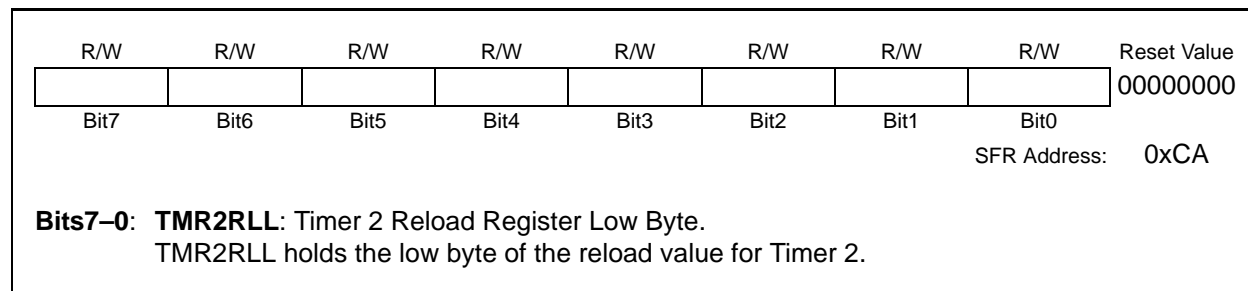 R/W R/W R/W R/W R/W R/W R/W R/W Reset Value
00000000
Bit7 Bit6 Bit5 Bit4 Bit3 Bit2 Bit1 Bit0
SFR Address: 0xCA
Bits7–0: TMR2RLL: Timer 2 Reload Register Low Byte.
TMR2RLL holds the low byte of the reload value for Timer 2.